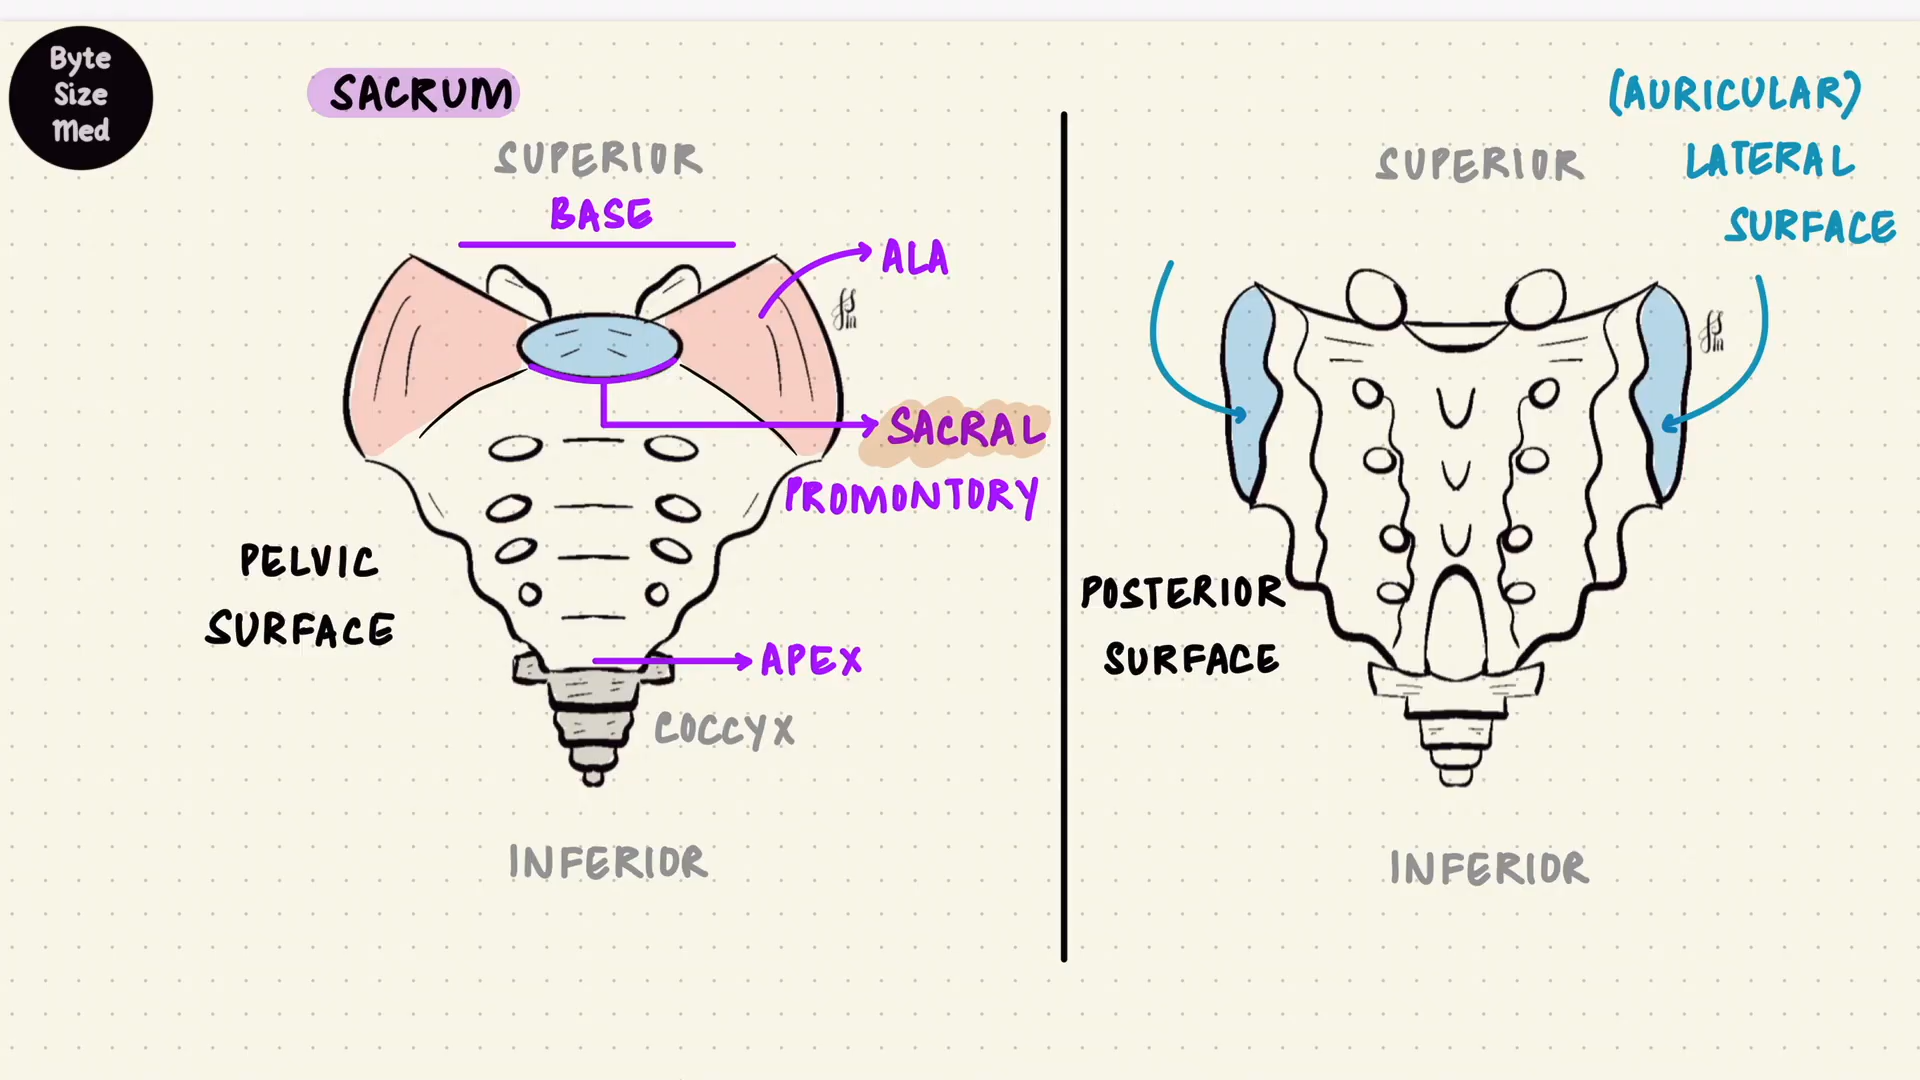 Byte
Size
Med
SACRUM
SUPERIOR
BASE
ALA
SACRAL
PROMONTORY
PELVIC
SURFACE
APEX
COCCYX
INFERIOR
(AURICULAR)
LATERAL
SURFACE
SUPERIOR
POSTERIOR
SURFACE
INFERIOR